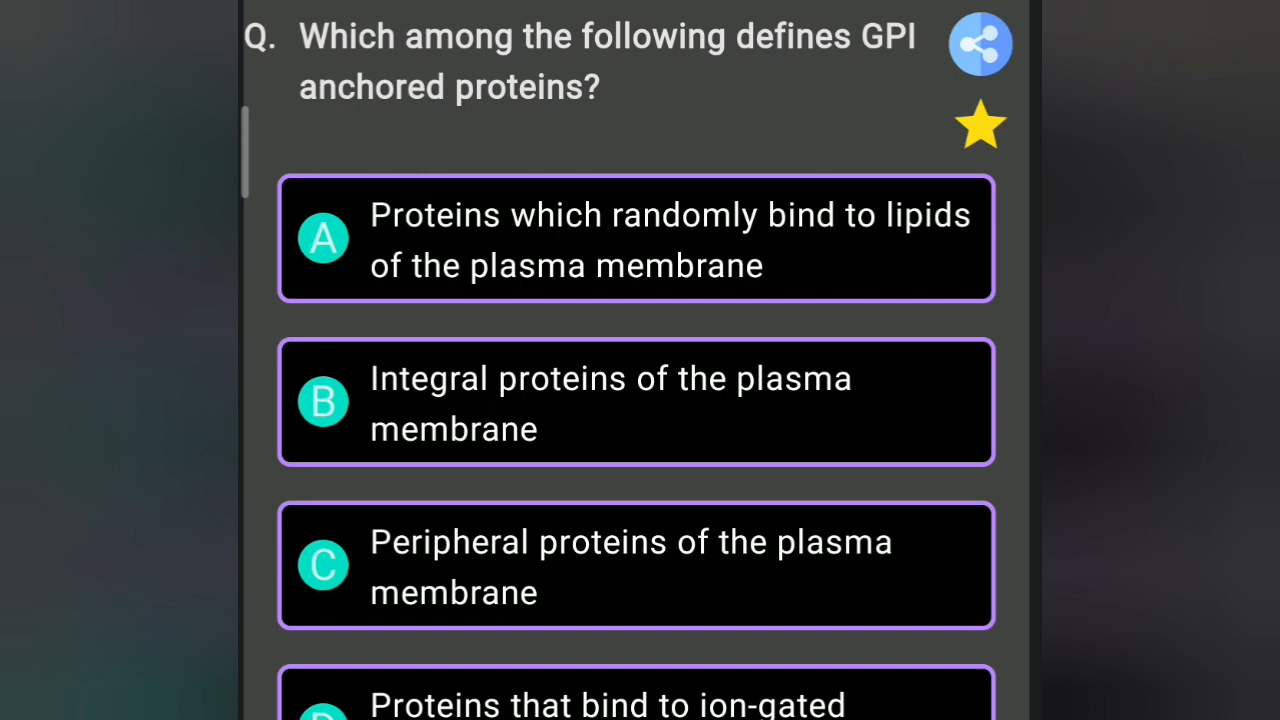 Q. Which among the following defines GPI
anchored proteins?
A Proteins which randomly bind to lipids
of the plasma membrane
B Integral proteins of the plasma
membrane
C Peripheral proteins of the plasma
membrane
D Proteins that bind to ion-gated